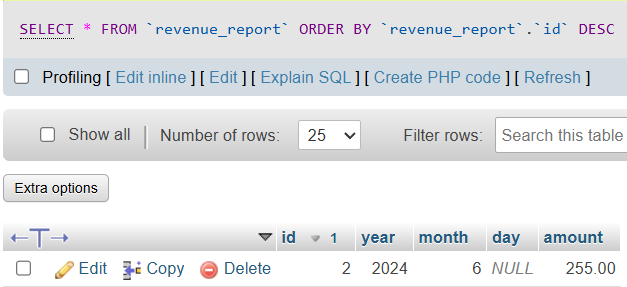 SELECT * FROM `revenue_report` ORDER BY `revenue_report`.`id` DESC
Profiling [ Edit inline ] [ Edit ] [ Explain SQL ] [ Create PHP code ] [ Refresh ]
Show all Number of rows: 25 Filter rows: Search this table
Extra options
id 1 year month day amount
Edit Copy Delete 2 2024 6 NULL 255.00